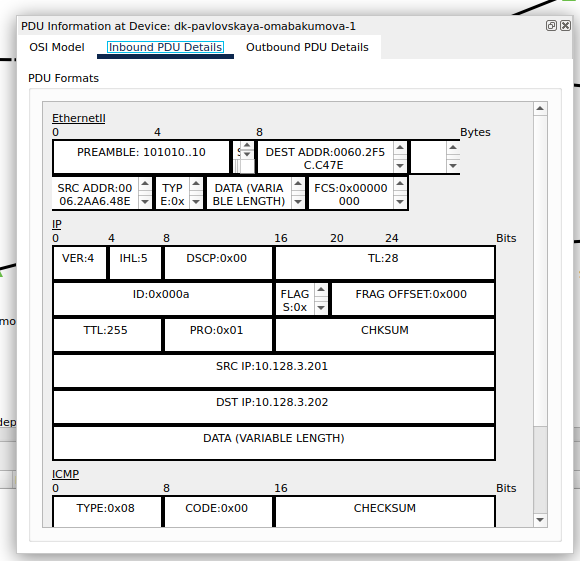 PDU Information at Device: dk-pavlovskaya-omabakumova-1
OSI Model Inbound PDU Details Outbound PDU Details
PDU Formats
EthernetII
0 4 8 Bytes
PREAMBLE: 101010..10 DEST ADDR:0060.2F5
C.C47E
SRC ADDR:00
06.2AA6.48E
TYP
E:0x
DATA (VARIA
BLE LENGTH)
FCS:0x00000
000
IP
0 4 8 16 20 24 Bits
VER:4 IHL:5 DSCP:0x00 TL:28
ID:0x000a FLAG
S:0x
FRAG OFFSET:0x000
TTL:255 PRO:0x01 CHKSUM
SRC IP:10.128.3.201
DST IP:10.128.3.202
DATA (VARIABLE LENGTH)
ICMP
0 8 16 Bits
TYPE:0x08 CODE:0x00 CHECKSUM